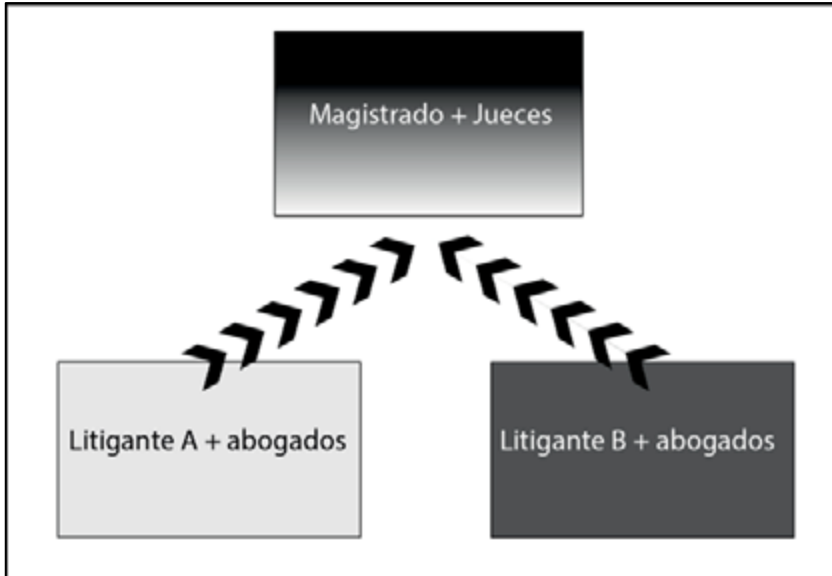 Magistrado + Jueces
Litigante A + abogados
Litigante B + abogados